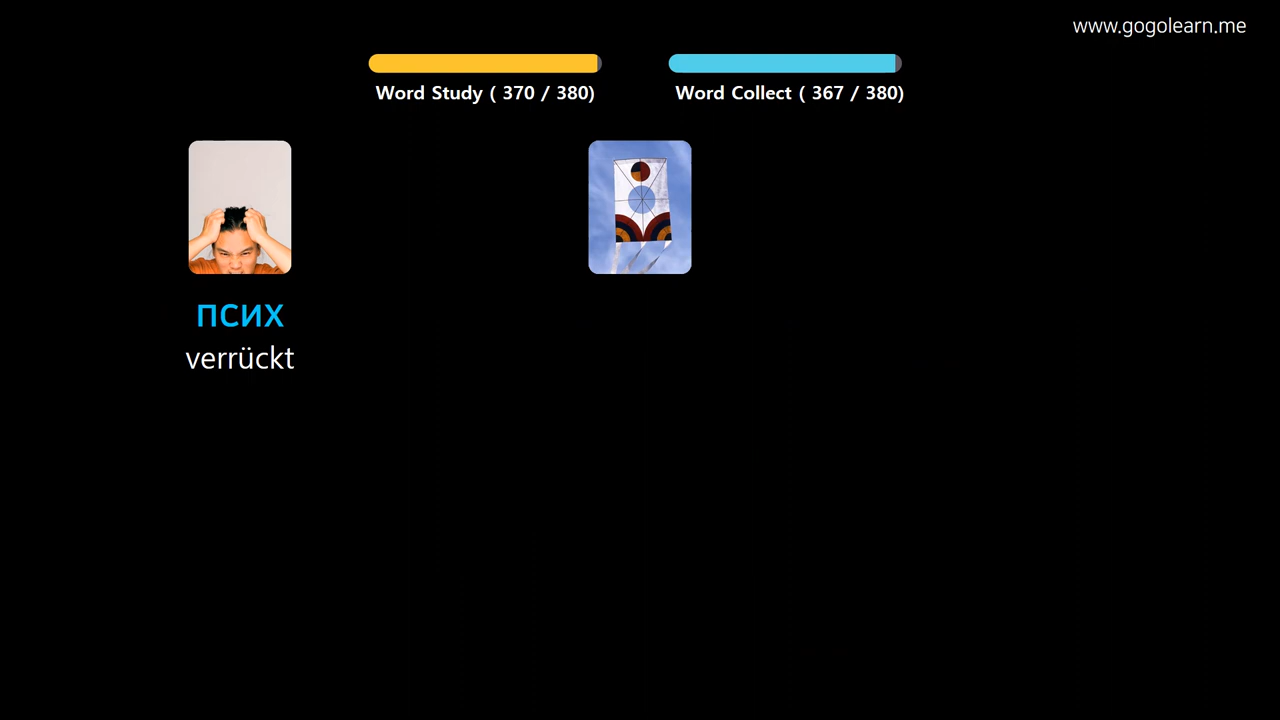 www.gogolearn.me
Word Study ( 370 / 380)
Word Collect ( 367 / 380)
псих
verrückt